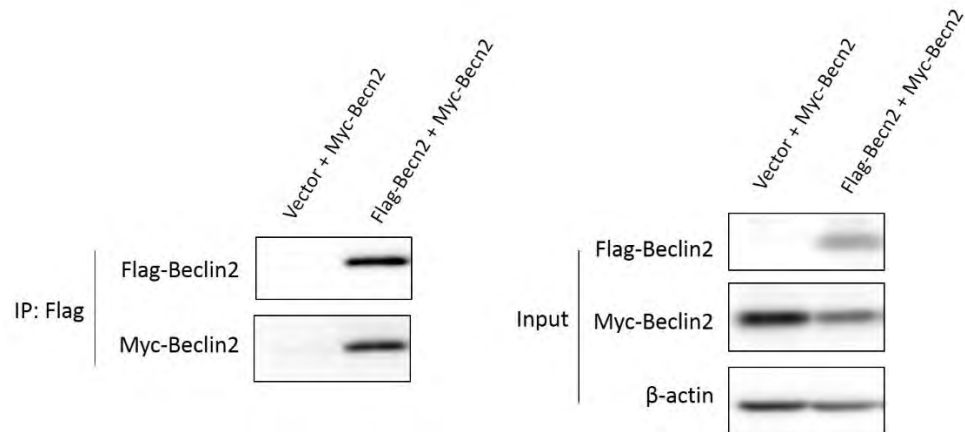 Vector + Myc-Becn2
Flag-Becn2 + Myc-Becn2
IP: Flag
Flag-Beclin2
Myc-Beclin2
Vector + Myc-Becn2
Flag-Becn2 + Myc-Becn2
Input
Flag-Beclin2
Myc-Beclin2
β-actin